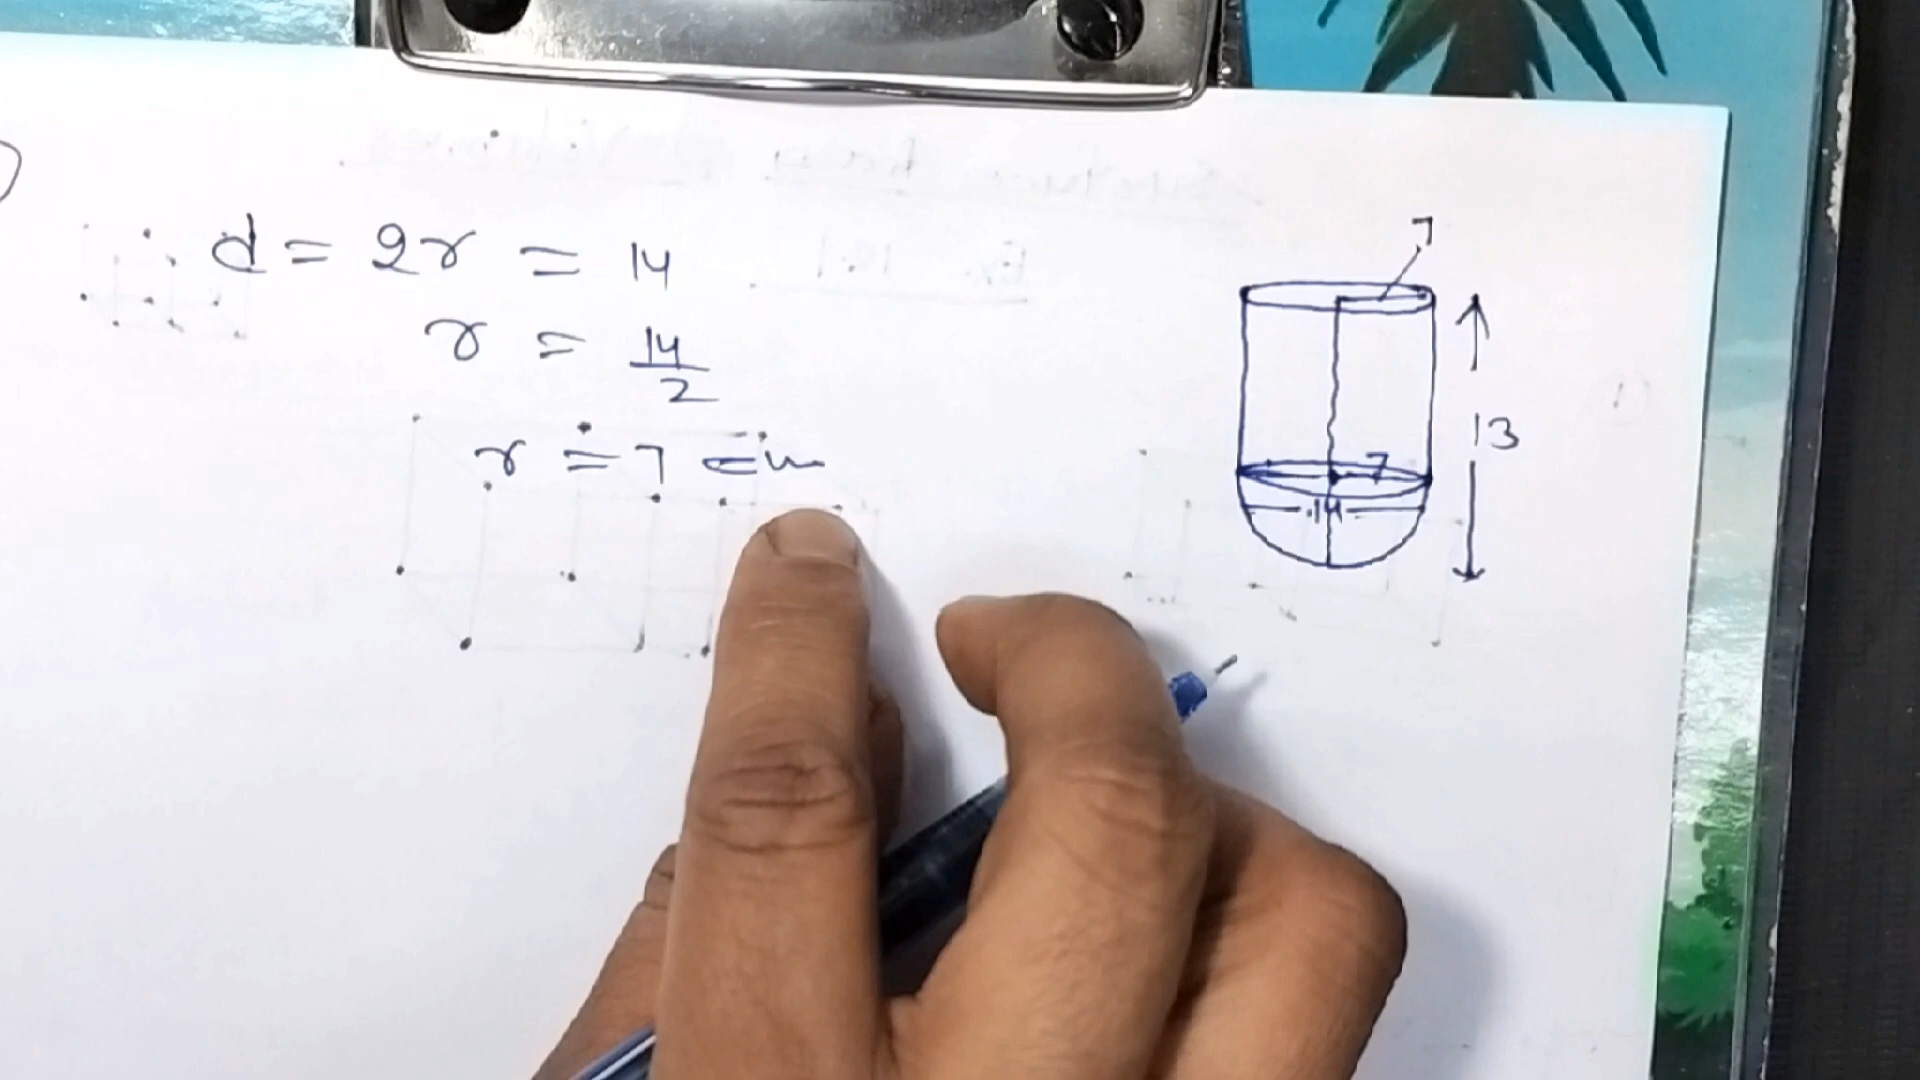 d = 2r = 14
r = 14/2
r = 7 cm
7
13
7
14